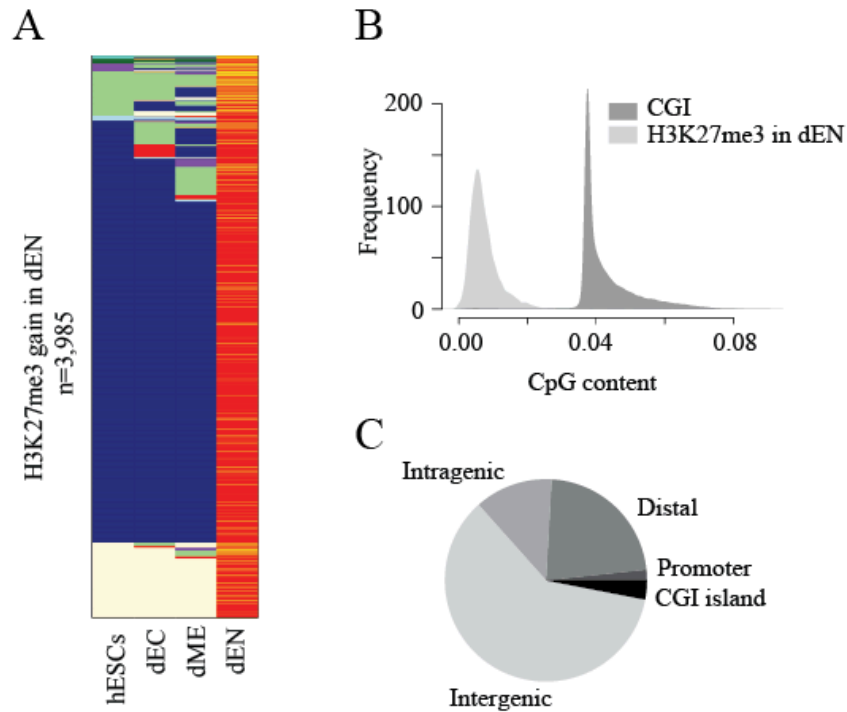 A
H3K27me3 gain in dEN
n=3,985
hESCs
dEC
dME
dEN
B
Frequency
200
100
0
CGI
H3K27me3 in dEN
0.00
0.04
0.08
CpG content
C
Intragenic
Distal
Promoter
CGI island
Intergenic